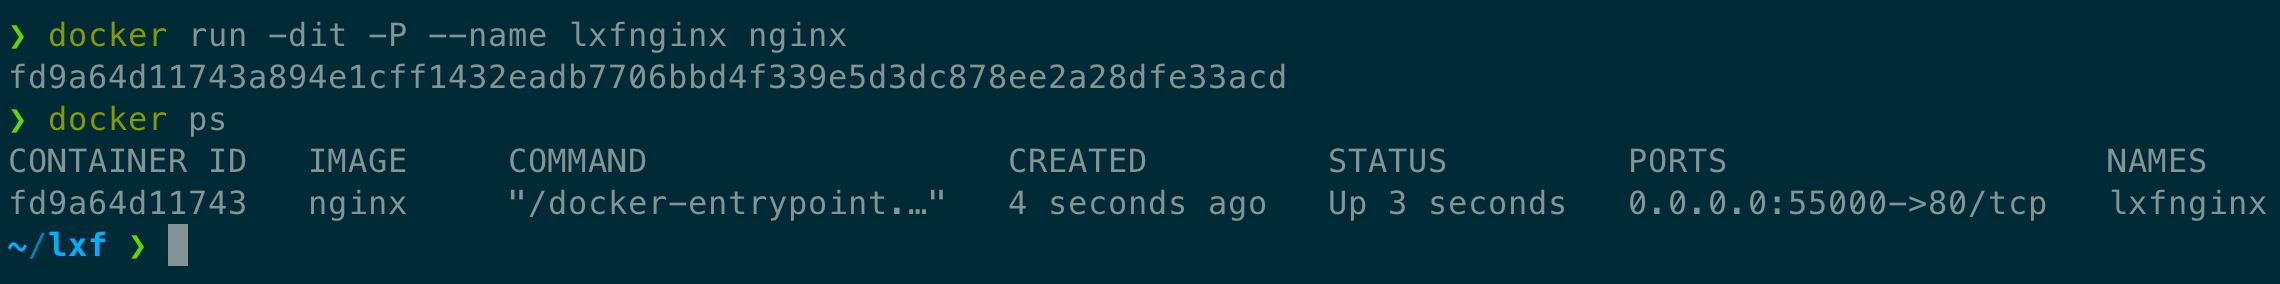 ❯ docker run -dit -P --name lxfnginx nginx
fd9a64d11743a894e1cff1432eadb7706bbd4f339e5d3dc878ee2a28dfe33acd
❯ docker ps
CONTAINER ID   IMAGE     COMMAND                  CREATED         STATUS         PORTS                   NAMES
fd9a64d11743   nginx     "/docker-entrypoint.…"   4 seconds ago   Up 3 seconds   0.0.0.0:55000->80/tcp   lxfnginx
~/lxf ❯